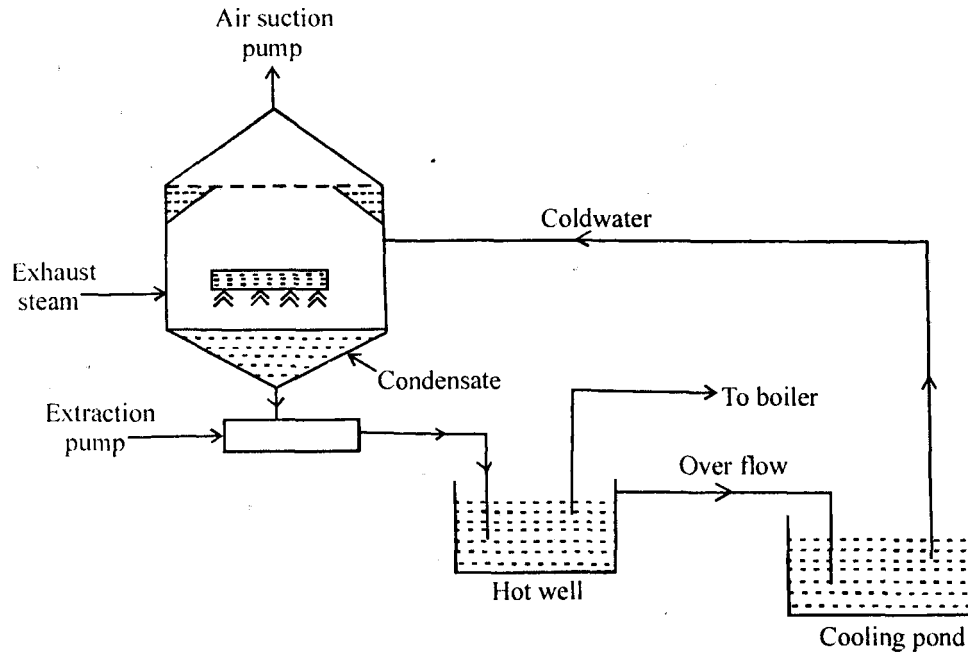 Air suction
pump
Coldwater
Exhaust
steam
Condensate
To boiler
Extraction
pump
Over flow
Hot well
Cooling pond